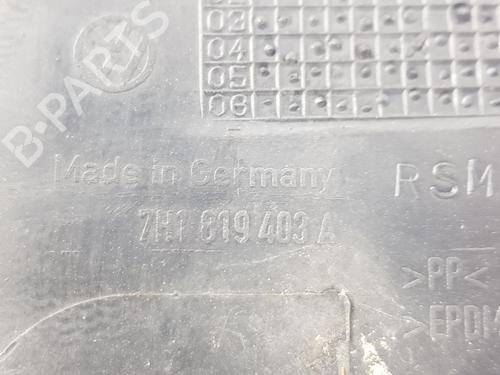 03
04
05
06
Made in Germany
7H1 819 403 A
RSM
>PP<
>EPDM
B-PARTS